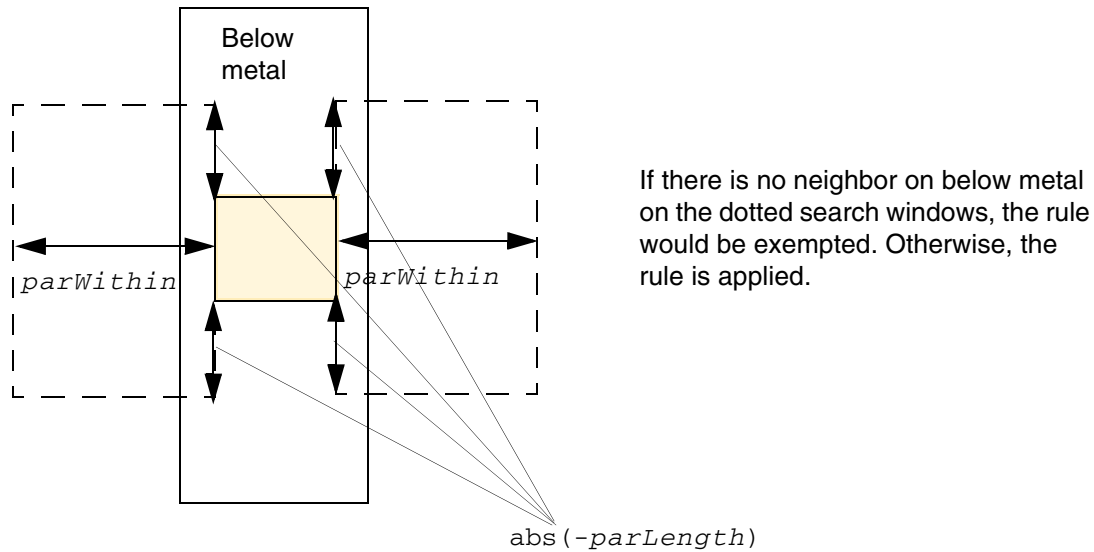 Below
metal
If there is no neighbor on below metal
on the dotted search windows, the rule
would be exempted. Otherwise, the
rule is applied.
parWithin
parWithin
abs(-parLength)